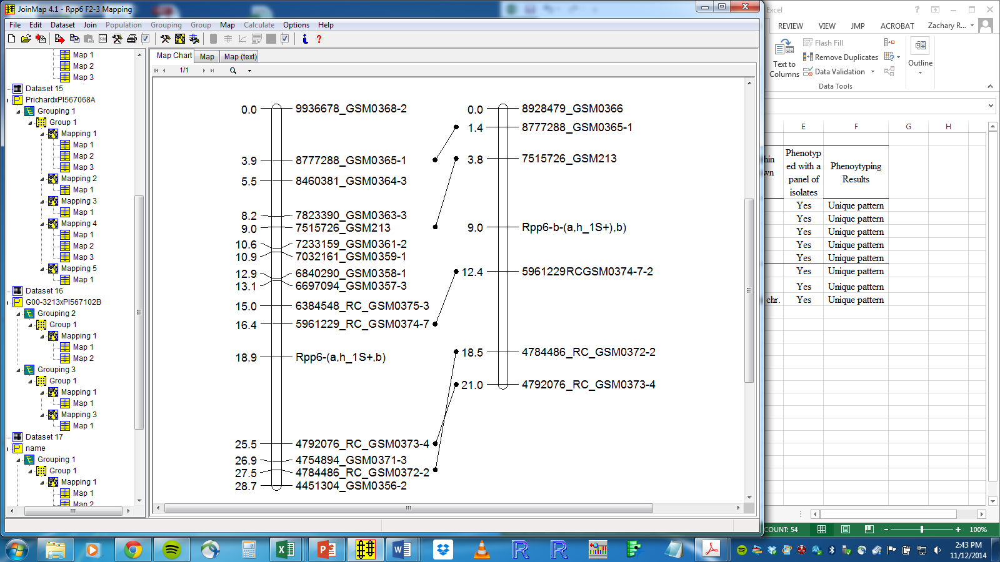 JoinMap 4.1 - Rpp6 F2-3 Mapping
File Edit Dataset Join Population Grouping Group Map Calculate Options Help
Map 1
Map 2
Map 3
Dataset 15
PrichardxPI567068A
Grouping 1
Group 1
Mapping 1
Map 1
Map 2
Map 3
Mapping 2
Map 1
Mapping 3
Map 1
Mapping 4
Map 1
Map 2
Map 3
Mapping 5
Map 1
Dataset 16
G00-3213xPI567102B
Grouping 2
Group 1
Mapping 1
Map 1
Map 2
Grouping 3
Group 1
Mapping 1
Map 1
Mapping 3
Map 1
Dataset 17
name
Grouping 1
Group 1
Mapping 1
Map 1
Map 2
Map Chart Map Map (text)
1/1
0.0 9936678_GSM0368-2
3.9 8777288_GSM0365-1
5.5 8460381_GSM0364-3
8.2 7823390_GSM0363-3
9.0 7515726_GSM213
10.6 7233159_GSM0361-2
10.9 7032161_GSM0359-1
12.9 6840290_GSM0358-1
13.1 6697094_GSM0357-3
15.0 6384548_RC_GSM0375-3
16.4 5961229_RC_GSM0374-7
18.9 Rpp6-(a,h_1S+,b)
25.5 4792076_RC_GSM0373-4
26.9 4754894_GSM0371-3
27.5 4784486_RC_GSM0372-2
28.7 4451304_GSM0356-2
0.0 8928479_GSM0366
1.4 8777288_GSM0365-1
3.8 7515726_GSM213
9.0 Rpp6-b-(a,h_1S+),b)
12.4 5961229RCGSM0374-7-2
18.5 4784486_RC_GSM0372-2
21.0 4792076_RC_GSM0373-4
Excel
REVIEW VIEW JMP ACROBAT Zachary R...
Text to Columns
Flash Fill
Remove Duplicates
Data Validation
Outline
Data Tools
E F G H
Phenotyp
ed with a
panel of
isolates
Phenoytyping
Results
Yes Unique pattern
Yes Unique pattern
Yes Unique pattern
Yes Unique pattern
Yes Unique pattern
Yes Unique pattern
Yes Unique pattern
chr. Yes Unique pattern
COUNT: 54 100%
2:43 PM
11/12/2014